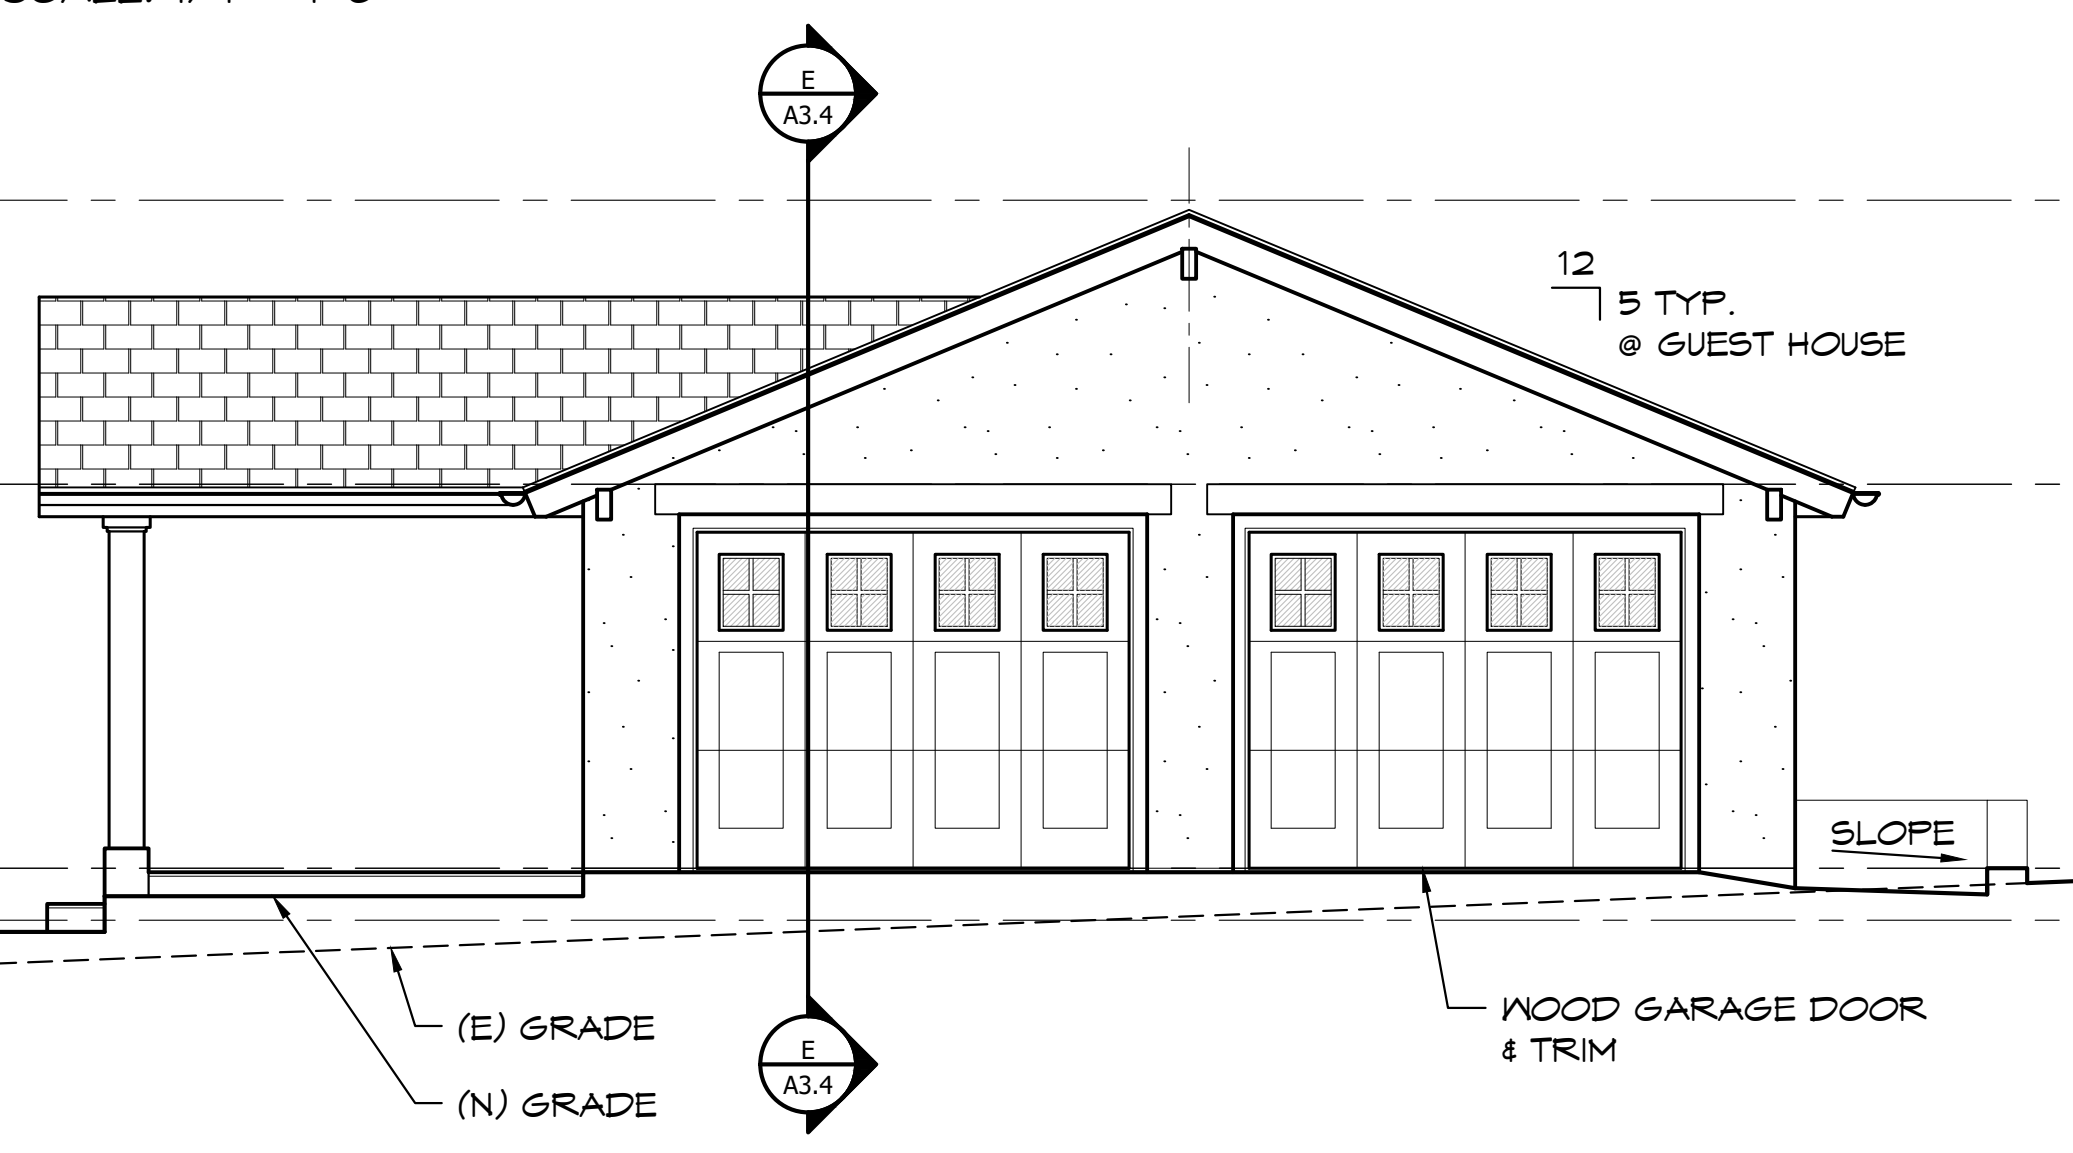 E
A3.4
12
5 TYP.
@ GUEST HOUSE
SLOPE
WOOD GARAGE DOOR
& TRIM
(E) GRADE
(N) GRADE
E
A3.4